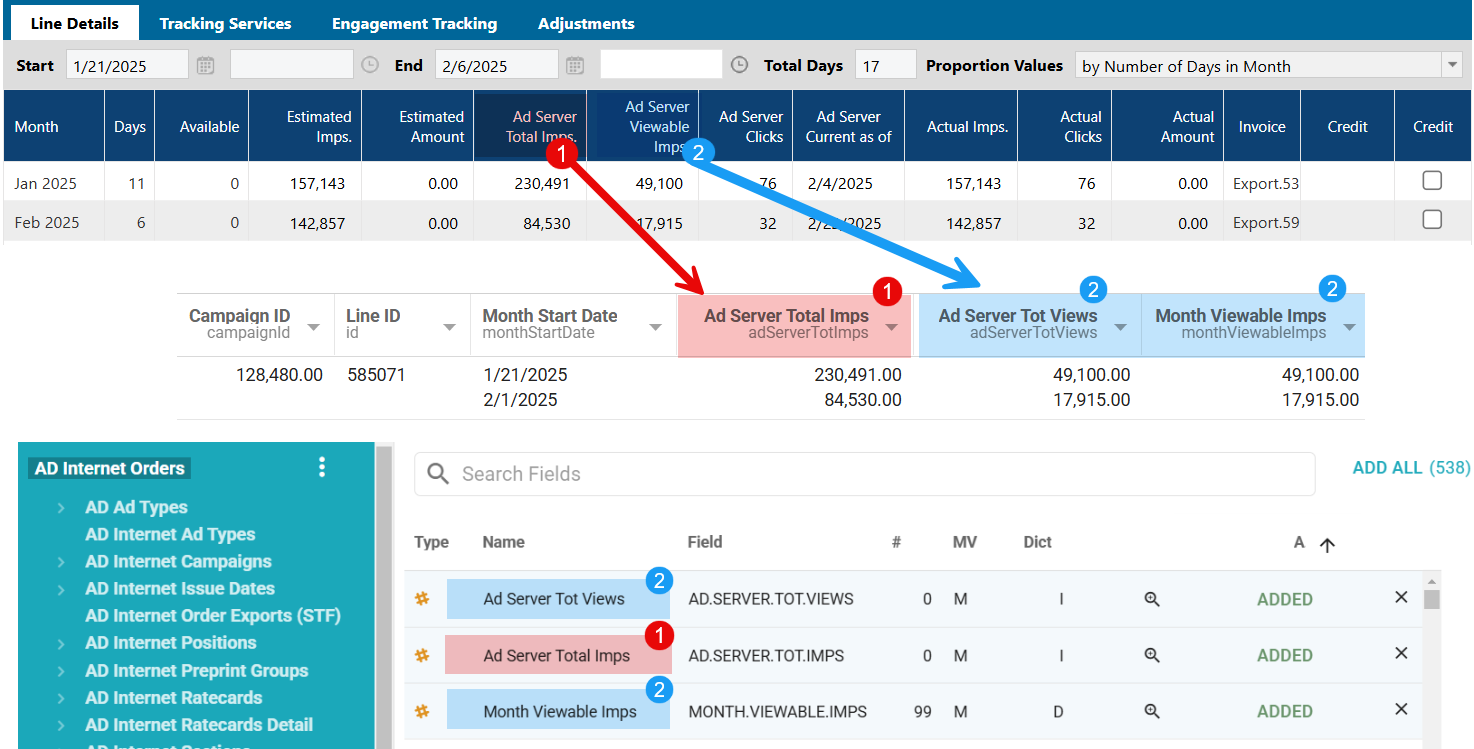 Line Details Tracking Services Engagement Tracking Adjustments
Start 1/21/2025 End 2/6/2025 Total Days 17 Proportion Values by Number of Days in Month
Month Days Available Estimated Imps. Estimated Amount Ad Server Total Imps. Ad Server Viewable Imps. Ad Server Clicks Ad Server Current as of Actual Imps. Actual Clicks Actual Amount Invoice Credit Credit
1 2
Jan 2025 11 0 157,143 0.00 230,491 49,100 76 2/4/2025 157,143 76 0.00 Export.53
Feb 2025 6 0 142,857 0.00 84,530 17,915 32 142,857 32 0.00 Export.59
1 2 2
Campaign ID Line ID Month Start Date Ad Server Total Imps Ad Server Tot Views Month Viewable Imps
campaignId id monthStartDate adServerTotImps adServerTotViews monthViewableImps
128,480.00 585071 1/21/2025 230,491.00 49,100.00 49,100.00
2/1/2025 84,530.00 17,915.00 17,915.00
AD Internet Orders
AD Ad Types
AD Internet Ad Types
AD Internet Campaigns
AD Internet Issue Dates
AD Internet Order Exports (STF)
AD Internet Positions
AD Internet Preprint Groups
AD Internet Ratecards
AD Internet Ratecards Detail
Search Fields ADD ALL (538)
Type Name Field # MV Dict A
2
Ad Server Tot Views AD.SERVER.TOT.VIEWS 0 M I ADDED
1
Ad Server Total Imps AD.SERVER.TOT.IMPS 0 M I ADDED
2
Month Viewable Imps MONTH.VIEWABLE.IMPS 99 M D ADDED